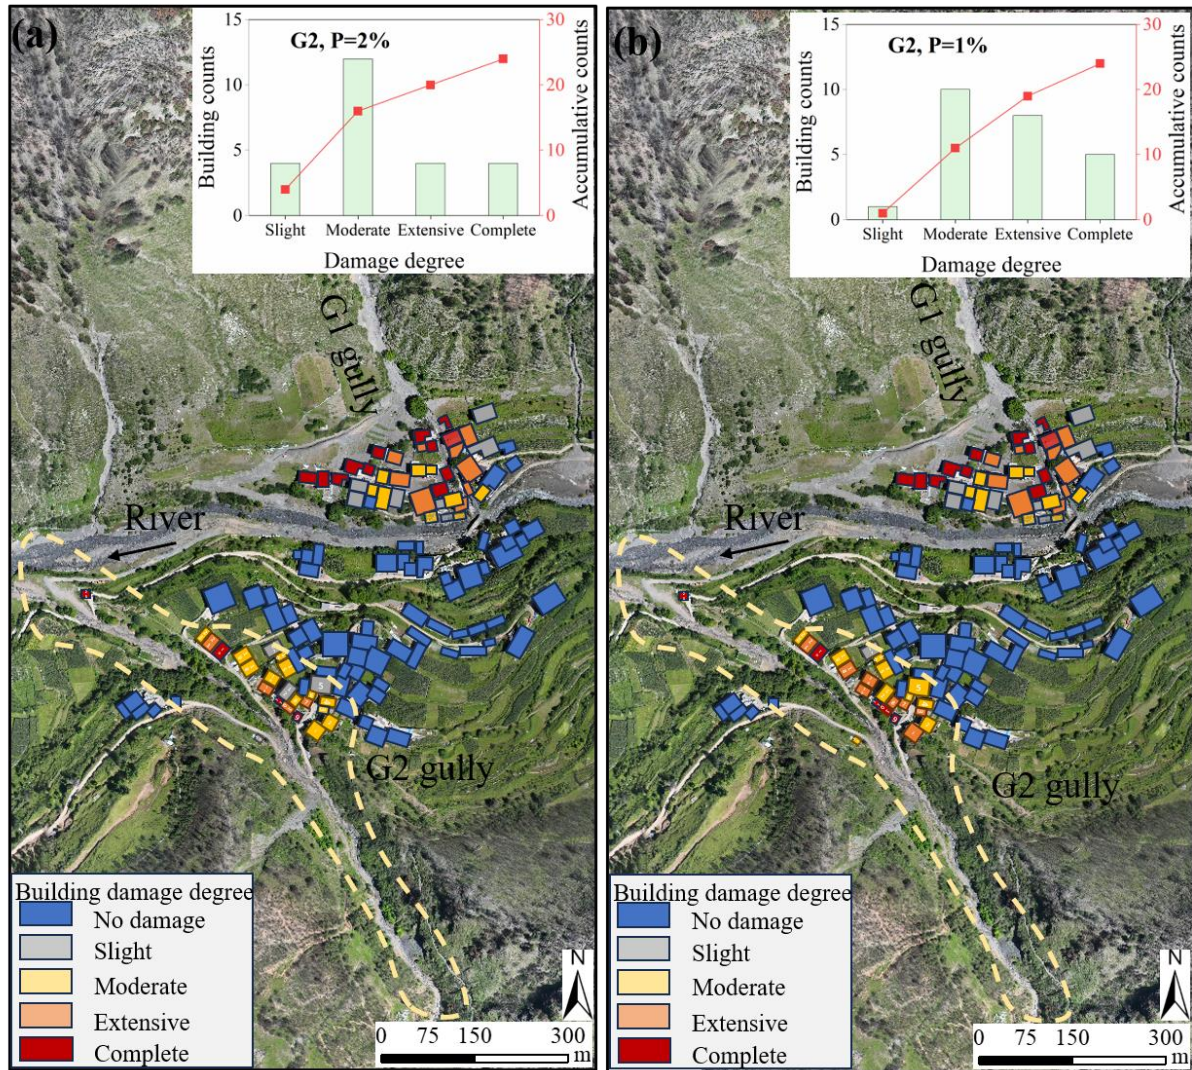 (a)
G2, P=2%
Building counts
15
10
5
0
Accumulative counts
30
20
10
0
Slight Moderate Extensive Complete
Damage degree
G1 gully
River
G2 gully
Building damage degree
No damage
Slight
Moderate
Extensive
Complete
N
0 75 150 300
m
(b)
G2, P=1%
Building counts
15
10
5
0
Accumulative counts
30
20
10
0
Slight Moderate Extensive Complete
Damage degree
G1 gully
River
G2 gully
Building damage degree
No damage
Slight
Moderate
Extensive
Complete
N
0 75 150 300
m